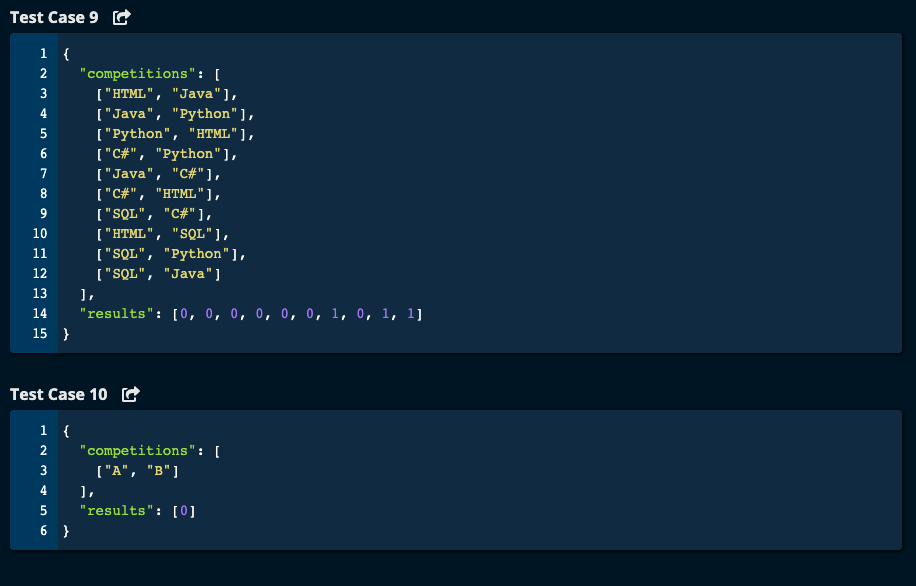 Test Case 9
1 {
2 "competitions": [
3 ["HTML", "Java"],
4 ["Java", "Python"],
5 ["Python", "HTML"],
6 ["C#", "Python"],
7 ["Java", "C#"],
8 ["C#", "HTML"],
9 ["SQL", "C#"],
10 ["HTML", "SQL"],
11 ["SQL", "Python"],
12 ["SQL", "Java"]
13 ],
14 "results": [0, 0, 0, 0, 0, 0, 1, 0, 1, 1]
15 }
Test Case 10
1 {
2 "competitions": [
3 ["A", "B"]
4 ],
5 "results": [0]
6 }